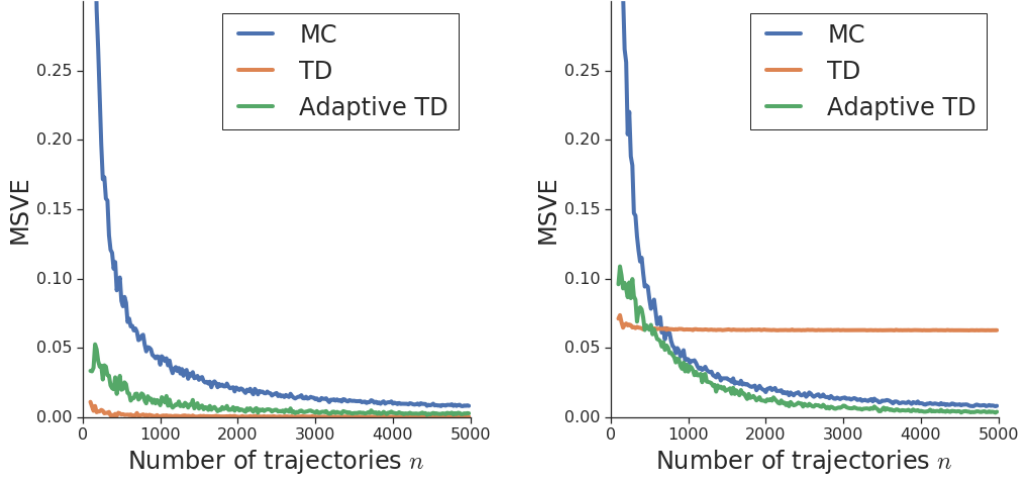 MC
TD
Adaptive TD
0.25
0.20
0.15
0.10
0.05
0.00
MSVE
0 1000 2000 3000 4000 5000
Number of trajectories n
MC
TD
Adaptive TD
0.25
0.20
0.15
0.10
0.05
0.00
MSVE
0 1000 2000 3000 4000 5000
Number of trajectories n